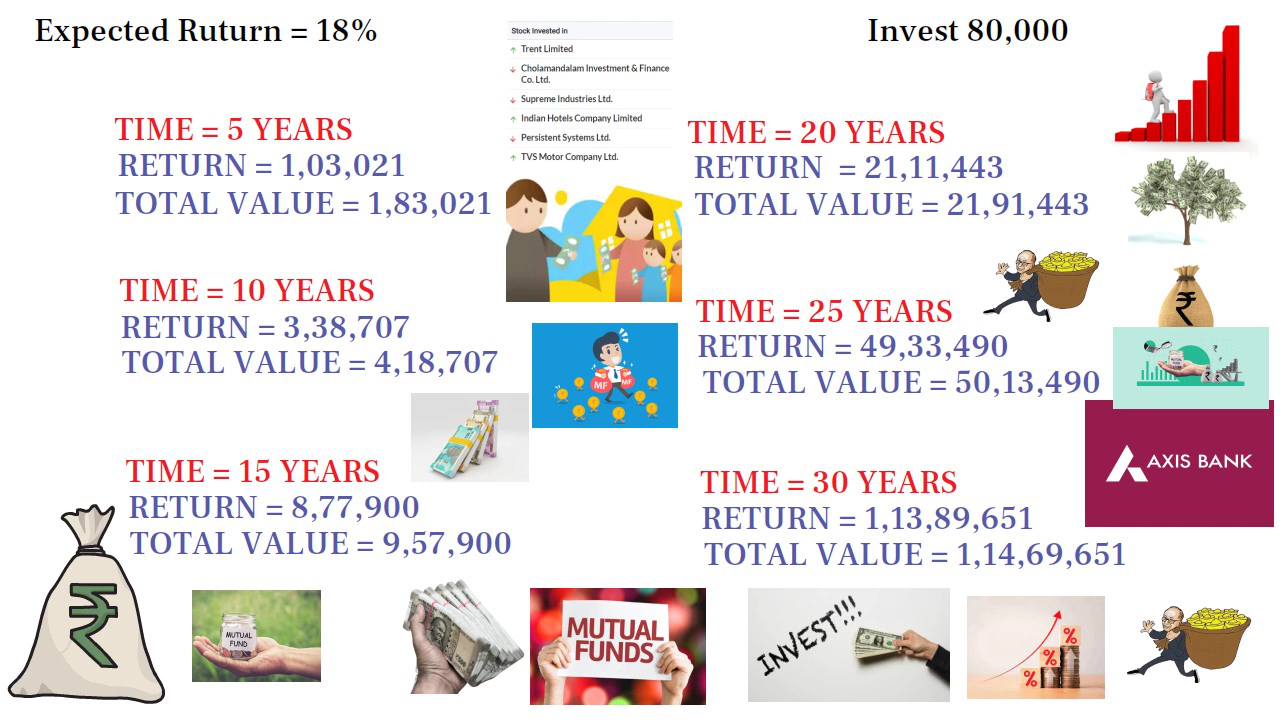 Expected Ruturn = 18%
Invest 80,000
Stock Invested in
Trent Limited
Cholamandalam Investment & Finance
Co. Ltd.
Supreme Industries Ltd.
Indian Hotels Company Limited
Persistent Systems Ltd.
TVS Motor Company Ltd.
TIME = 5 YEARS
RETURN = 1,03,021
TOTAL VALUE = 1,83,021
TIME = 10 YEARS
RETURN = 3,38,707
TOTAL VALUE = 4,18,707
TIME = 15 YEARS
RETURN = 8,77,900
TOTAL VALUE = 9,57,900
TIME = 20 YEARS
RETURN = 21,11,443
TOTAL VALUE = 21,91,443
TIME = 25 YEARS
RETURN = 49,33,490
TOTAL VALUE = 50,13,490
TIME = 30 YEARS
RETURN = 1,13,89,651
TOTAL VALUE = 1,14,69,651
MF MF
₹
AXIS BANK
₹
MUTUAL
FUND
MUTUAL
FUNDS
INVEST!!!
%
%
%